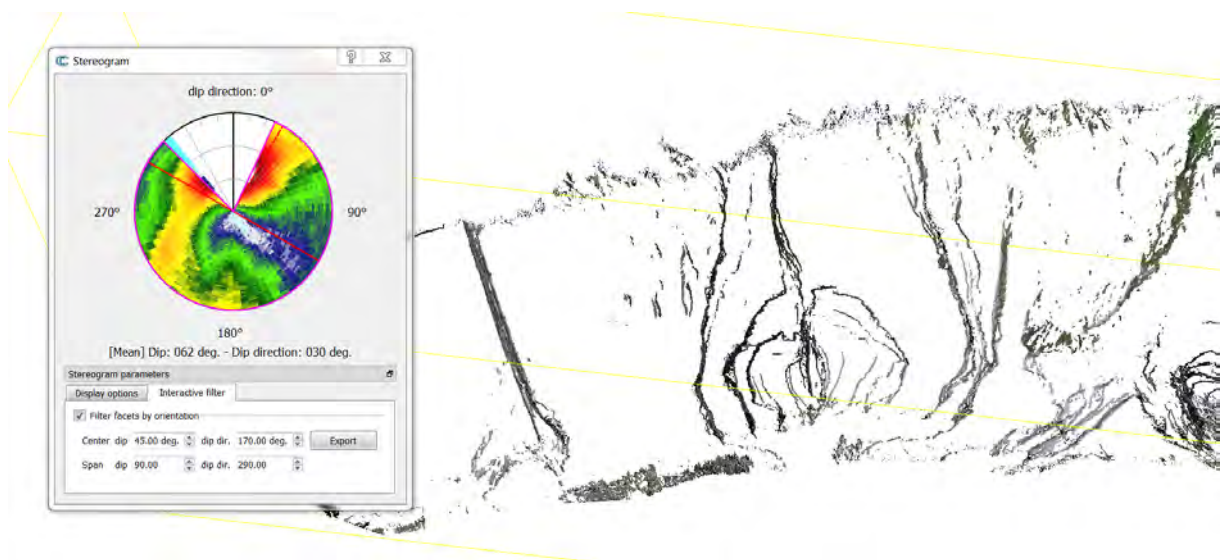 Stereogram
dip direction: 0°
270°
90°
180°
[Mean] Dip: 062 deg. - Dip direction: 030 deg.
Stereogram parameters
Display options Interactive filter
Filter facets by orientation
Center dip 45.00 deg. dip dir. 170.00 deg. Export
Span dip 90.00 dip dir. 290.00